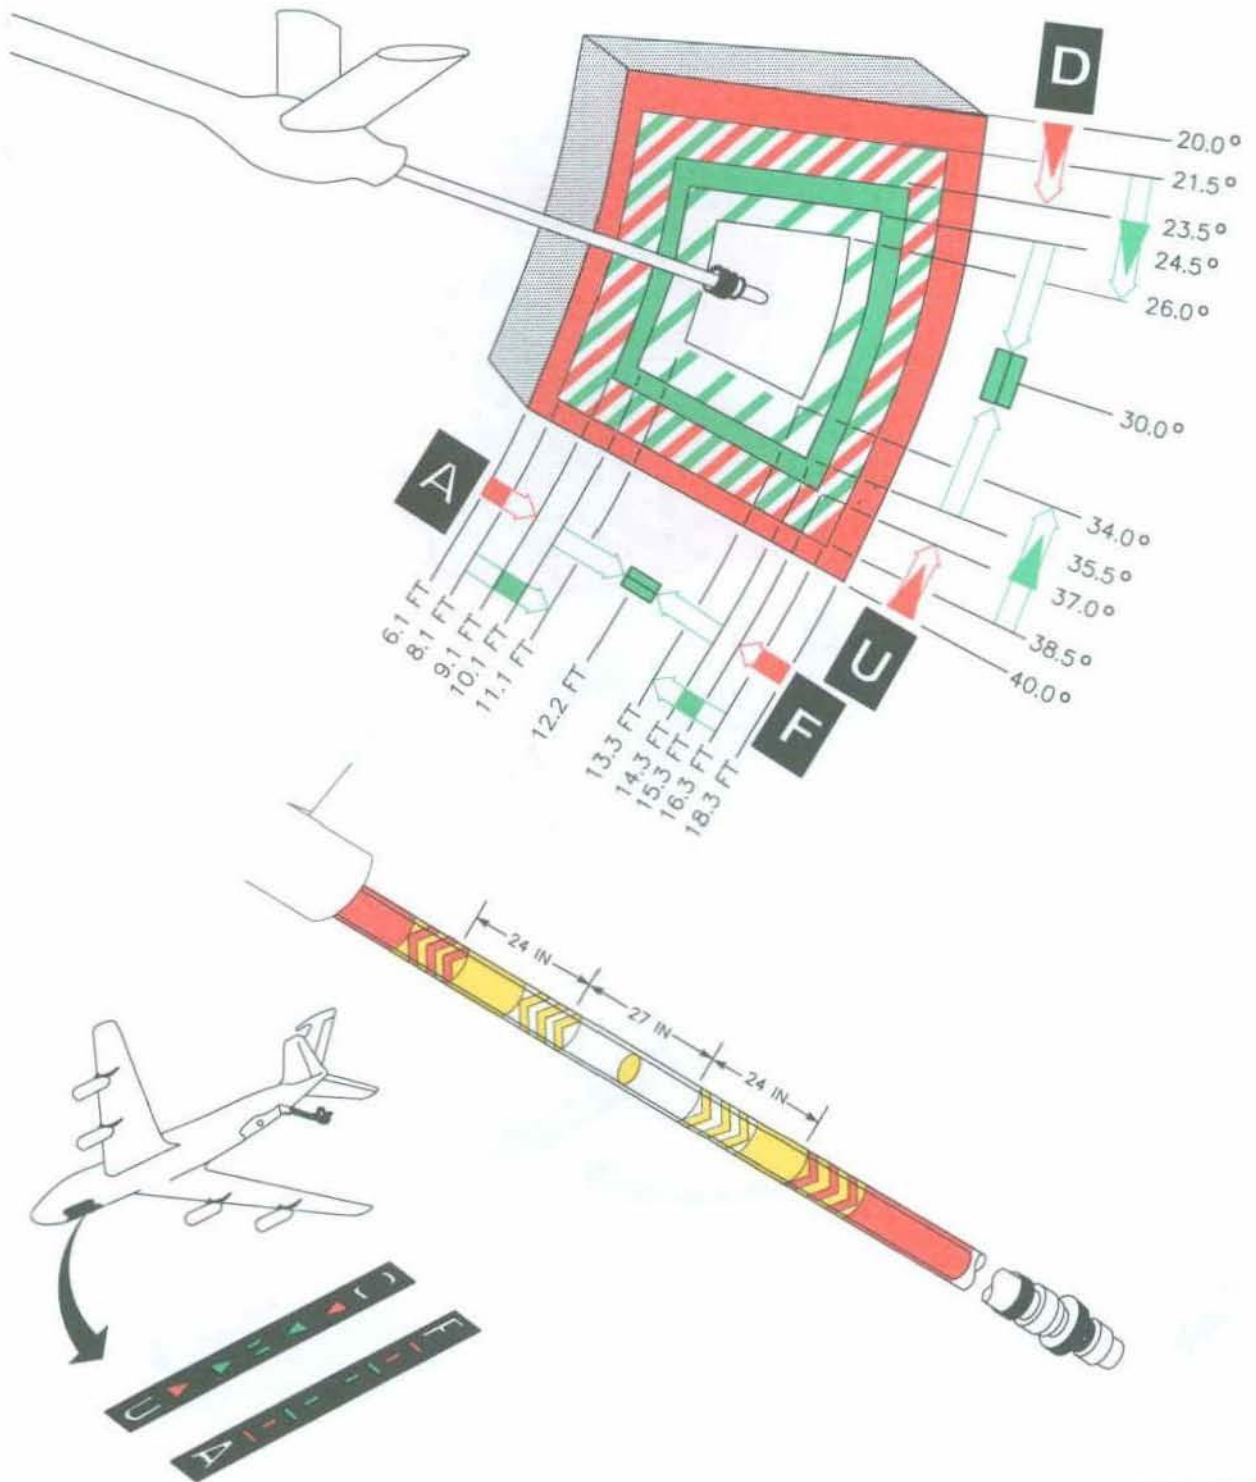 D
20.0°
21.5°
23.5°
24.5°
26.0°
30.0°
34.0°
35.5°
37.0°
38.5°
40.0°
A
U
F
6.1 FT
8.1 FT
9.1 FT
10.1 FT
11.1 FT
12.2 FT
13.3 FT
14.3 FT
15.3 FT
16.3 FT
18.3 FT
24 IN
27 IN
24 IN
U
F
A